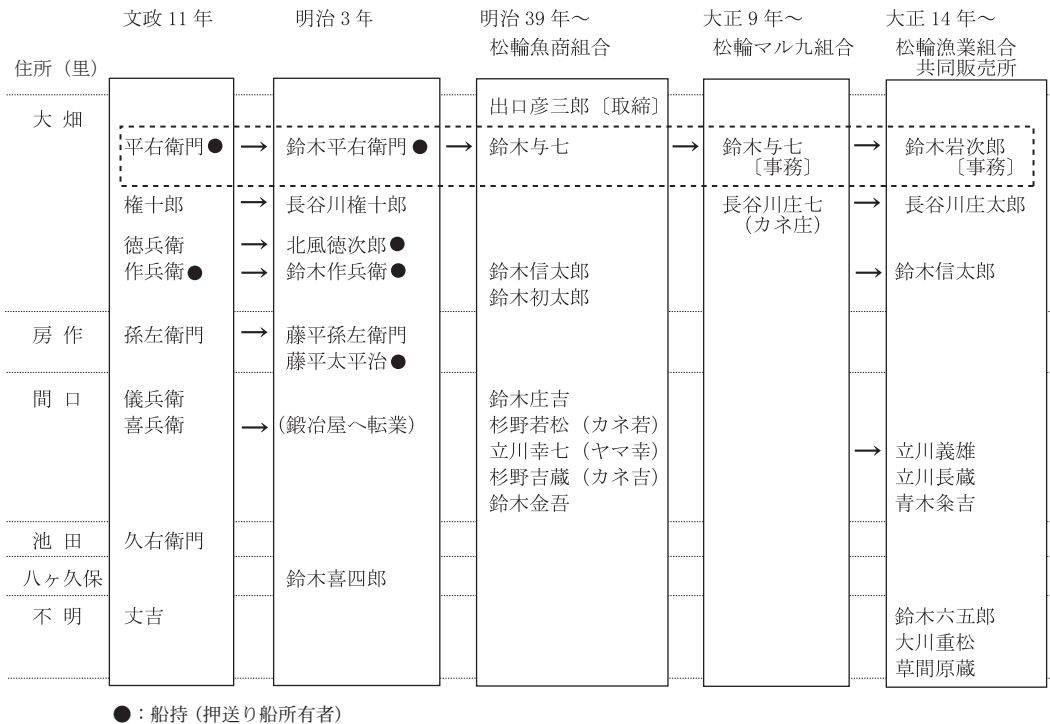 文政 11 年
明治 3 年
明治 39 年〜
松輪魚商組合
大正 9 年〜
松輪マル九組合
大正 14 年〜
松輪漁業組合
共同販売所
住所（里）
大 畑
出口彦三郎〔取締〕
平右衛門● → 鈴木平右衛門● → 鈴木与七 → 鈴木与七 → 鈴木岩次郎
〔事務〕 〔事務〕
権十郎 → 長谷川権十郎 長谷川庄七 → 長谷川庄太郎
（カネ庄）
徳兵衛 → 北風徳次郎●
作兵衛● → 鈴木作兵衛● 鈴木信太郎 → 鈴木信太郎
鈴木初太郎
房 作 孫左衛門 → 藤平孫左衛門
藤平太平治●
間 口 儀兵衛 鈴木庄吉
喜兵衛 → （鍛冶屋へ転業） 杉野若松（カネ若）
立川幸七（ヤマ幸） → 立川義雄
杉野吉蔵（カネ吉） 立川長蔵
鈴木金吾 青木粂吉
池 田 久右衛門
八ヶ久保 鈴木喜四郎
不 明 丈吉 鈴木六五郎
大川重松
草間原蔵
●：船持（押送り船所有者）